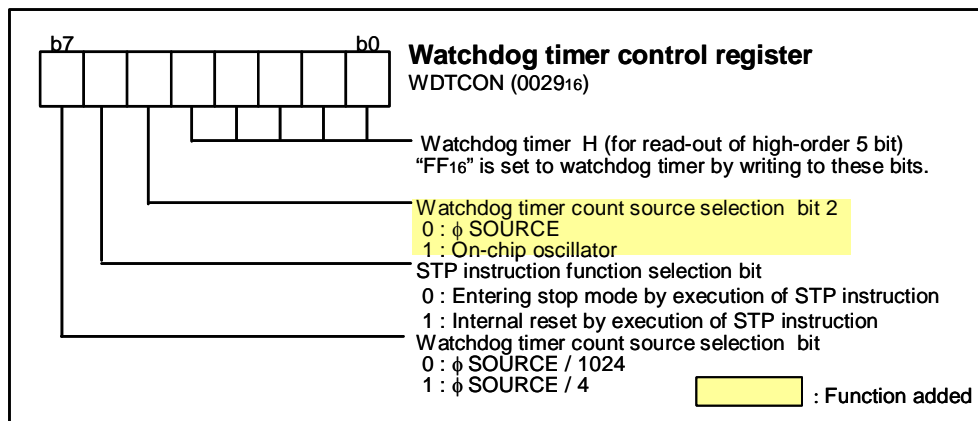 b7 b0
Watchdog timer control register
WDTCON (0029₁₆)
Watchdog timer H (for read-out of high-order 5 bit)
“FF₁₆” is set to watchdog timer by writing to these bits.
Watchdog timer count source selection bit 2
0 : ϕ SOURCE
1 : On-chip oscillator
STP instruction function selection bit
0 : Entering stop mode by execution of STP instruction
1 : Internal reset by execution of STP instruction
Watchdog timer count source selection bit
0 : ϕ SOURCE / 1024
1 : ϕ SOURCE / 4
: Function added